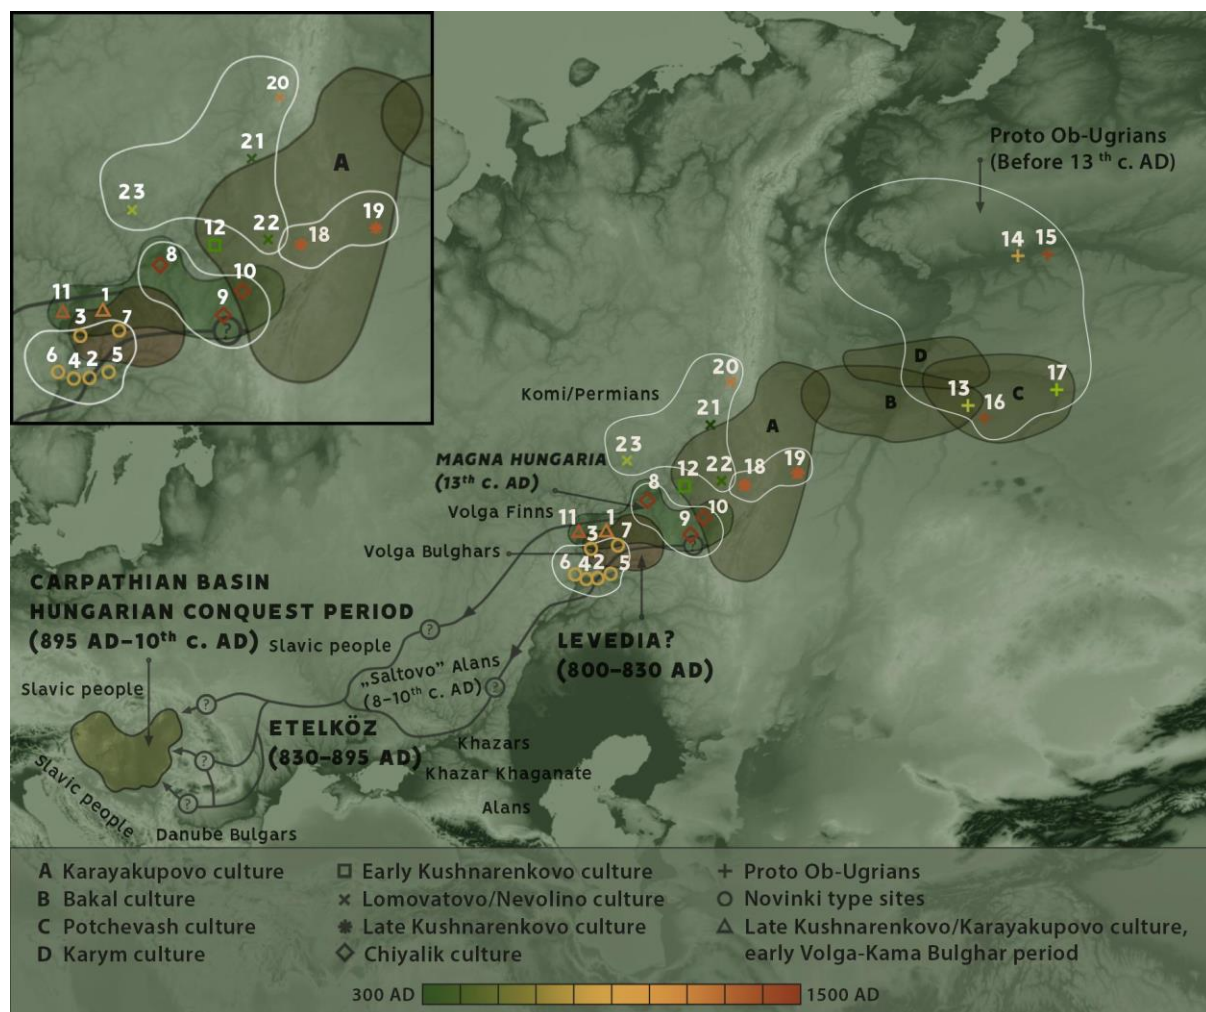 20
A
21
23
19
12
22
18
8
10
11
1
9
3
7
?
6
4
2
5
Proto Ob-Ugrians
(Before 13 th c. AD)
14
15
D
20
Komi/Permians
17
13
C
B
16
21
A
23
MAGNA HUNGARIA
(13th c. AD)
12
22
18
19
8
Volga Finns
10
11
1
9
3
7
?
Volga Bulghars
6
4
2
5
CARPATHIAN BASIN
HUNGARIAN CONQUEST PERIOD
(895 AD–10th c. AD)
Slavic people
?
LEVEDIA?
(800–830 AD)
„Saltovo” Alans
(8–10th c. AD)
?
Slavic people
?
ETELKÖZ
(830–895 AD)
Khazars
?
Khazar Khaganate
Slavic people
?
Alans
Danube Bulgars
A Karayakupovo culture
B Bakal culture
C Potchevash culture
D Karym culture
Early Kushnarenkovo culture
Lomovatovo/Nevolino culture
Late Kushnarenkovo culture
Chiyalik culture
Proto Ob-Ugrians
Novinki type sites
Late Kushnarenkovo/Karayakupovo culture,
early Volga-Kama Bulghar period
300 AD
1500 AD